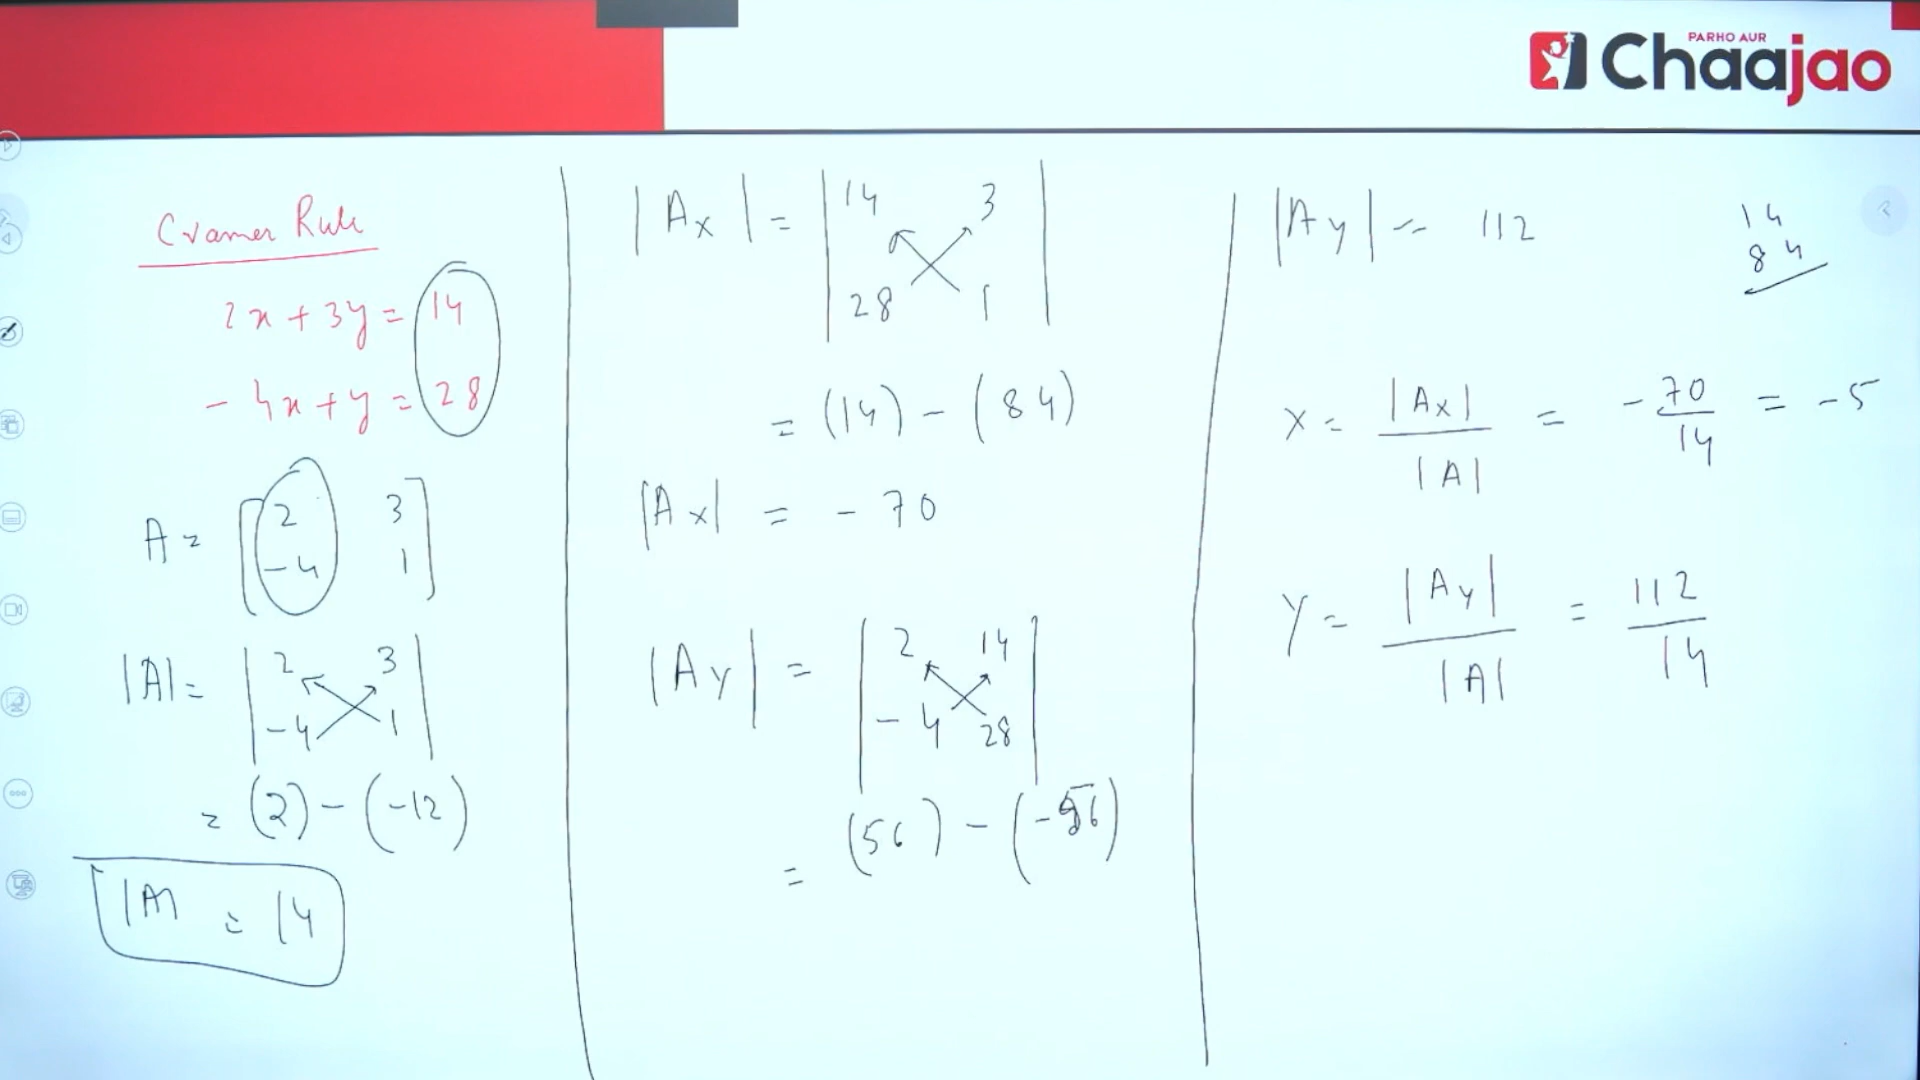 PARHO AUR
Chaajao
Cramer Rule
2x + 3y = 14
- 4x + y = 28
A = [ 2 3
-4 1 ]
|A| = | 2 3
-4 1 |
= (2) - (-12)
|A| = 14
|Ax| = | 14 3
28 1 |
= (14) - (84)
|Ax| = - 70
|Ay| = | 2 14
- 4 28 |
= (56) - (-56)
|Ay| = 112
14
84
x = |Ax| / |A| = - 70 / 14 = - 5
y = |Ay| / |A| = 112 / 14